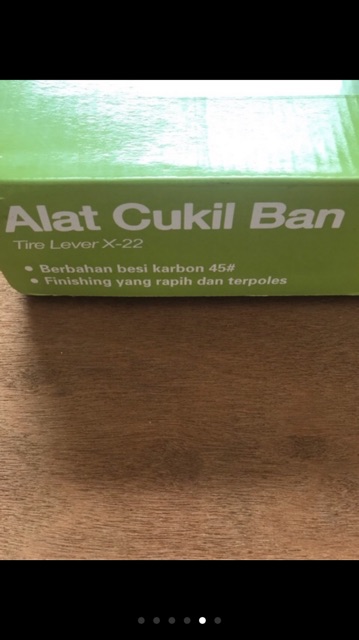 Alat Cukil Ban
Tire Lever X-22
• Berbahan besi karbon 45#
• Finishing yang rapih dan terpoles